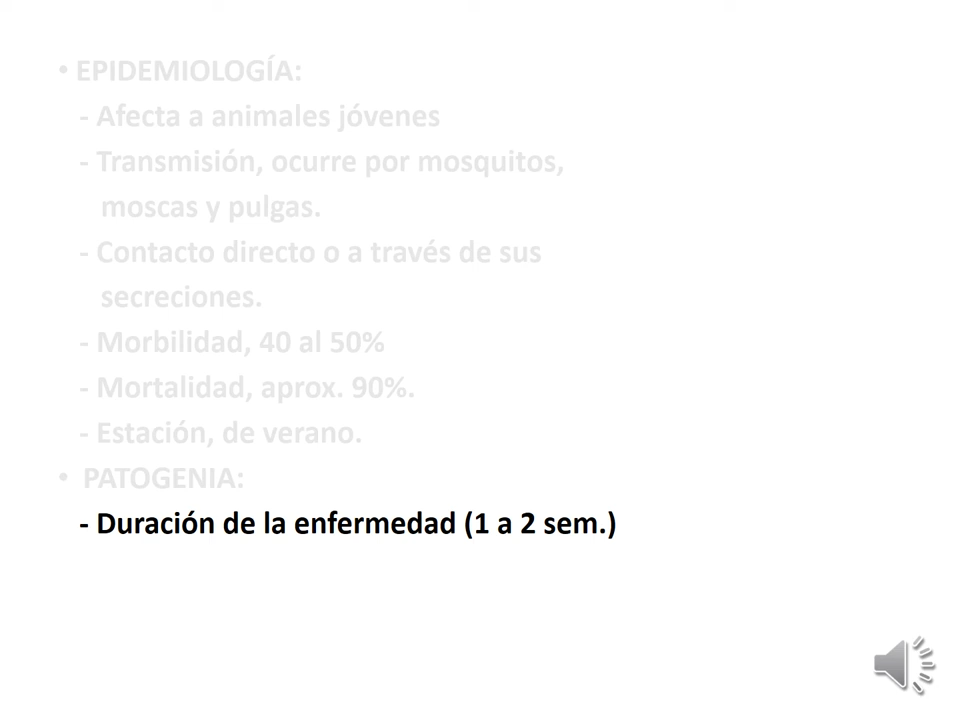 • EPIDEMIOLOGÍA:
- Afecta a animales jóvenes
- Transmisión, ocurre por mosquitos,
moscas y pulgas.
- Contacto directo o a través de sus
secreciones.
- Morbilidad, 40 al 50%
- Mortalidad, aprox. 90%.
- Estación, de verano.
• PATOGENIA:
- Duración de la enfermedad (1 a 2 sem.)